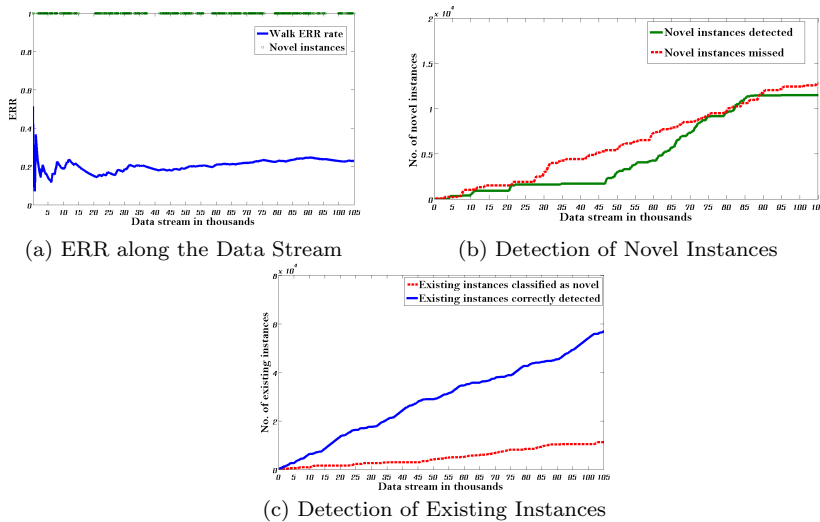 1
0.8
0.6
0.4
0.2
0
ERR
Walk ERR rate
Novel instances
5 10 15 20 25 30 35 40 45 50 55 60 65 70 75 80 85 90 95 100 105
Data stream in thousands
(a) ERR along the Data Stream
x 10⁴
2
1.5
1
0.5
0
No. of novel instances
Novel instances detected
Novel instances missed
0 5 10 15 20 25 30 35 40 45 50 55 60 65 70 75 80 85 90 95 100
Data stream in thousands
(b) Detection of Novel Instances
x 10⁴
8
6
4
2
0
No. of existing instances
Existing instances classified as novel
Existing instances correctly detected
0 5 10 15 20 25 30 35 40 45 50 55 60 65 70 75 80 85 90 95 100 105
Data stream in thousands
(c) Detection of Existing Instances